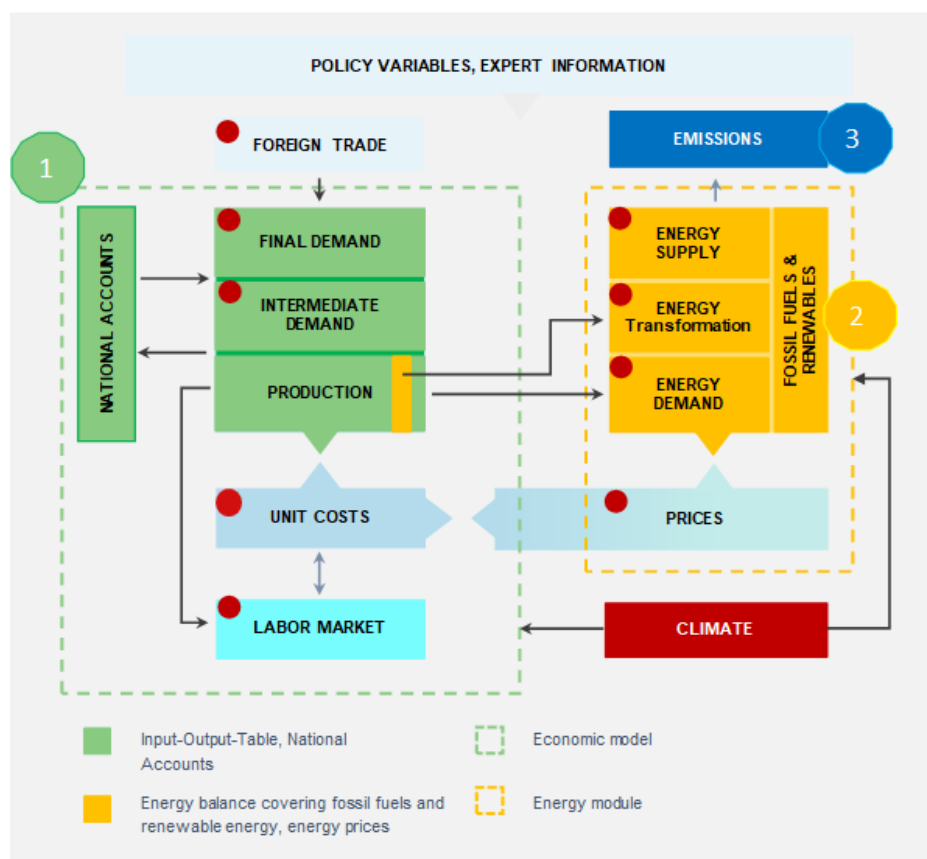 POLICY VARIABLES, EXPERT INFORMATION
1
FOREIGN TRADE
EMISSIONS
3
NATIONAL ACCOUNTS
FINAL DEMAND
INTERMEDIATE
DEMAND
PRODUCTION
ENERGY
SUPPLY
ENERGY
Transformation
ENERGY
DEMAND
FOSSIL FUELS &
RENEWABLES
2
UNIT COSTS
PRICES
LABOR MARKET
CLIMATE
Input-Output-Table, National
Accounts
Economic model
Energy balance covering fossil fuels and
renewable energy, energy prices
Energy module